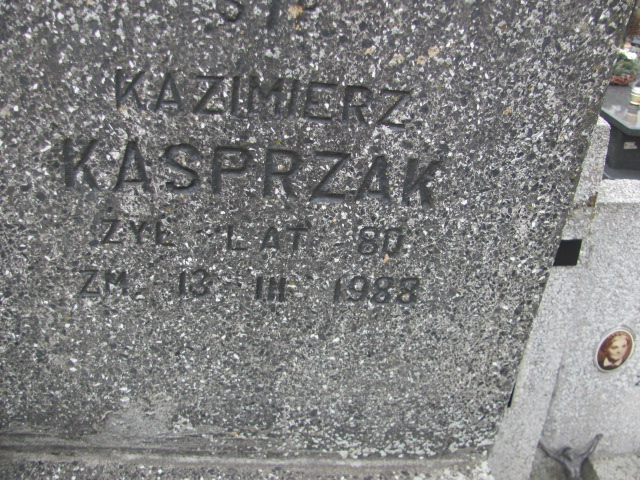 Ś P
KAZIMIERZ
KASPRZAK
ŻYŁ LAT 80
ZM. 13 III 1988